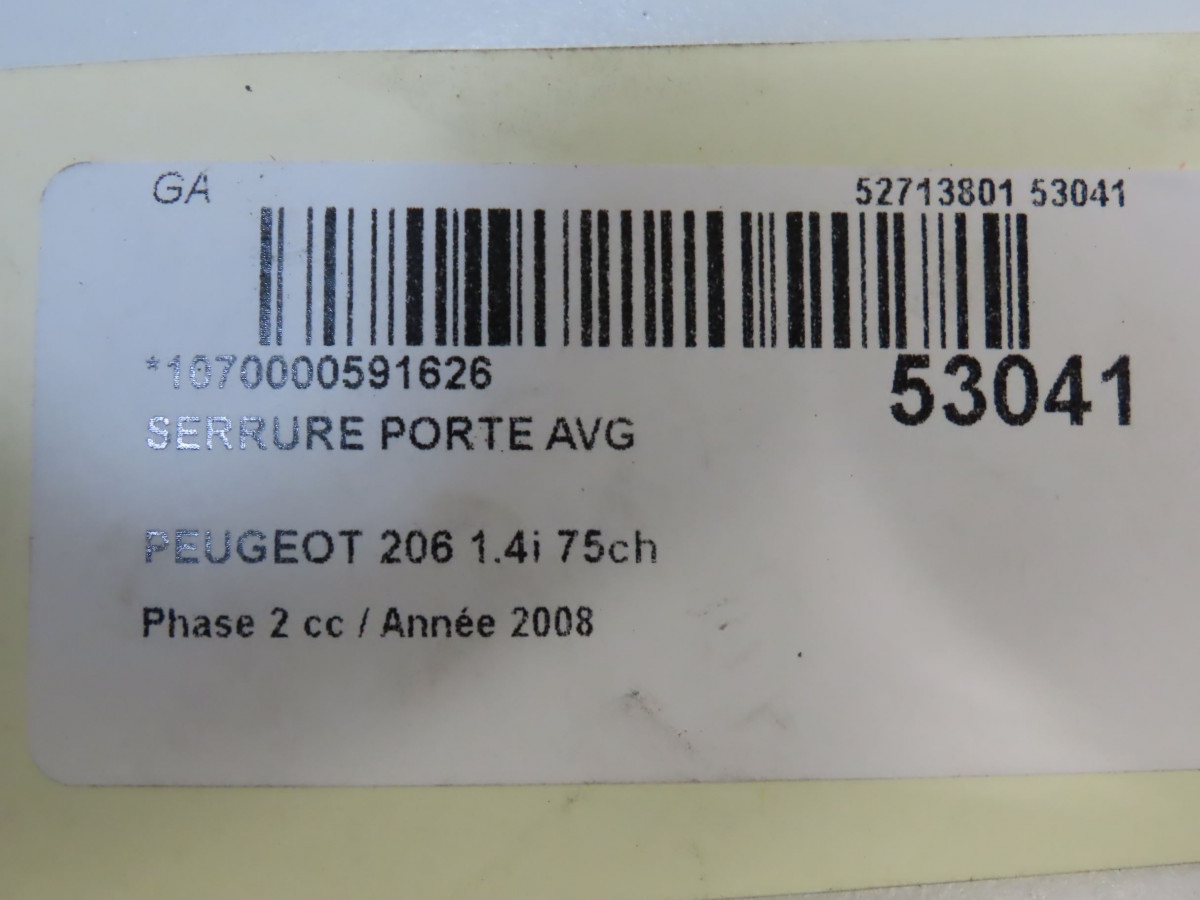 GA
52713801 53041
*1070000591626
53041
SERRURE PORTE AVG
PEUGEOT 206 1.4i 75ch
Phase 2 cc / Année 2008